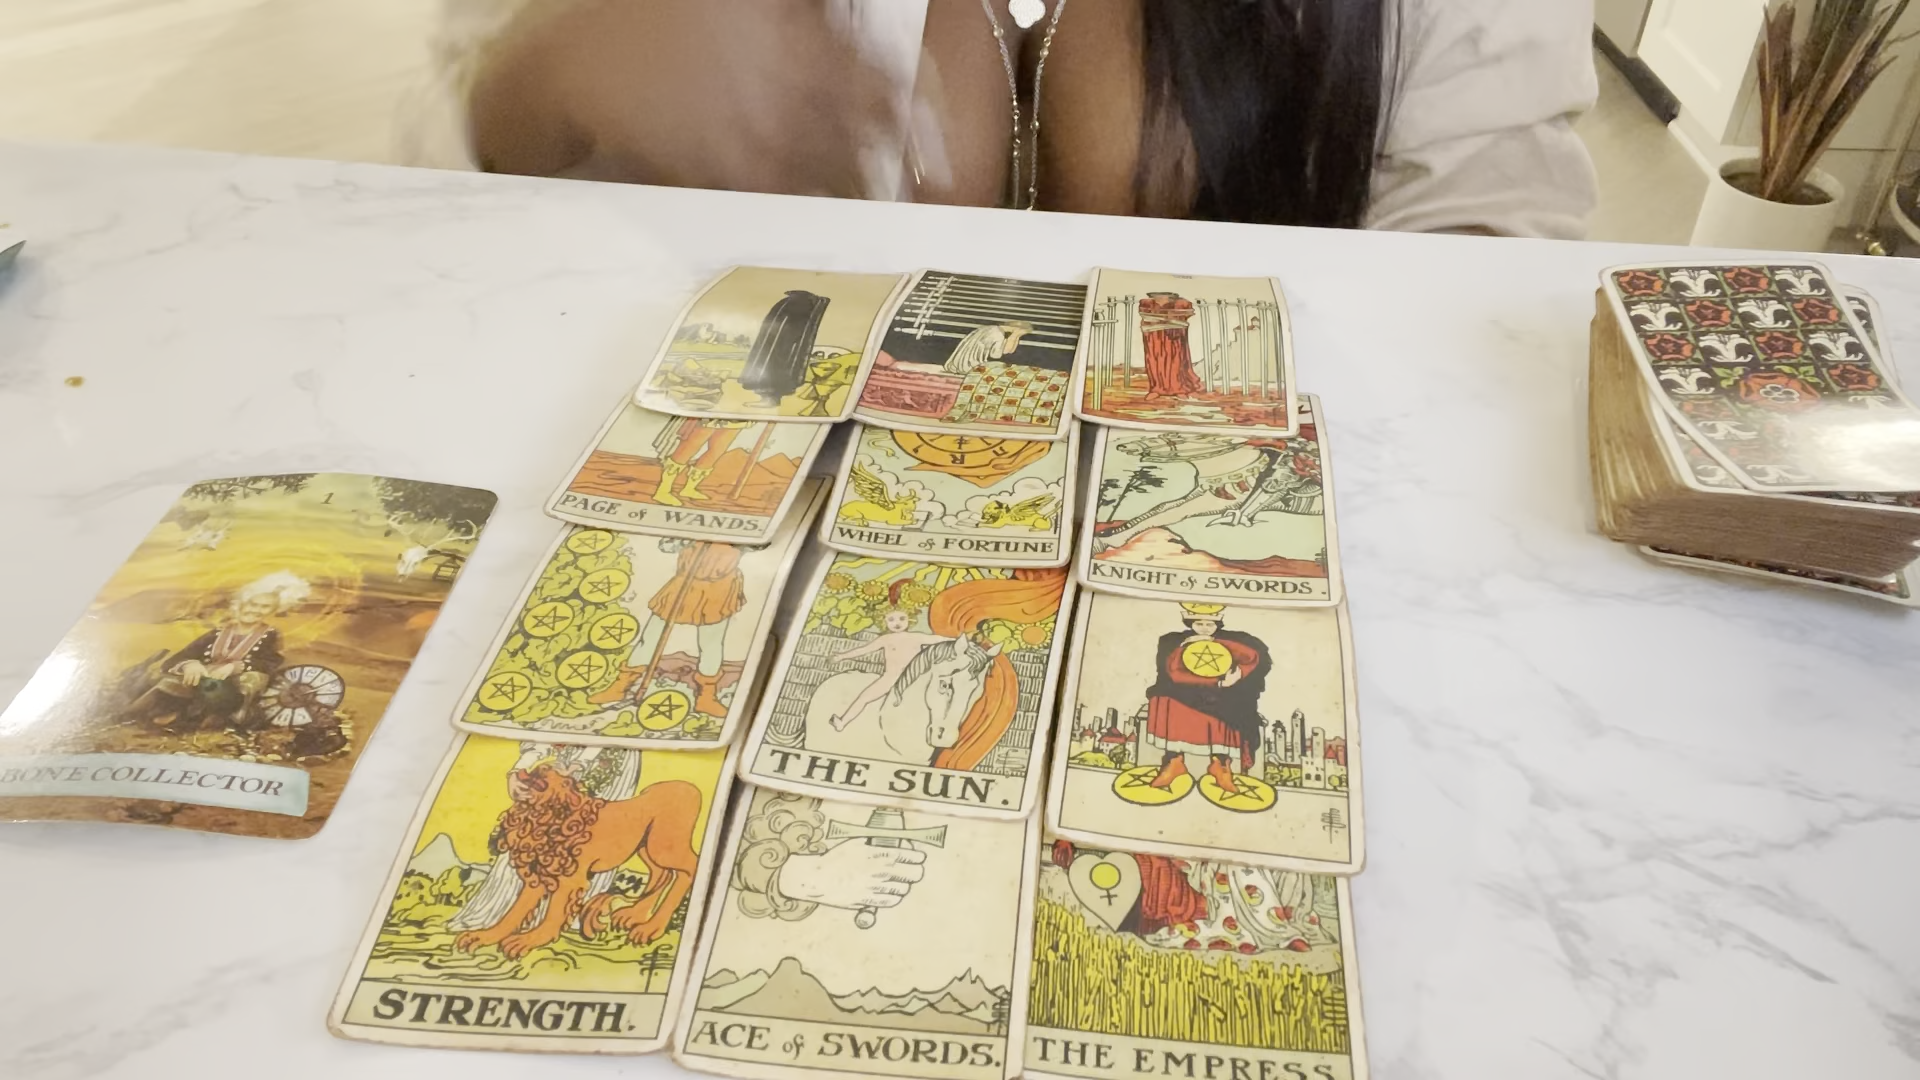 PAGE of WANDS.
WHEEL of FORTUNE
KNIGHT of SWORDS.
1
BONE COLLECTOR
THE SUN.
STRENGTH.
ACE of SWORDS.
THE EMPRESS